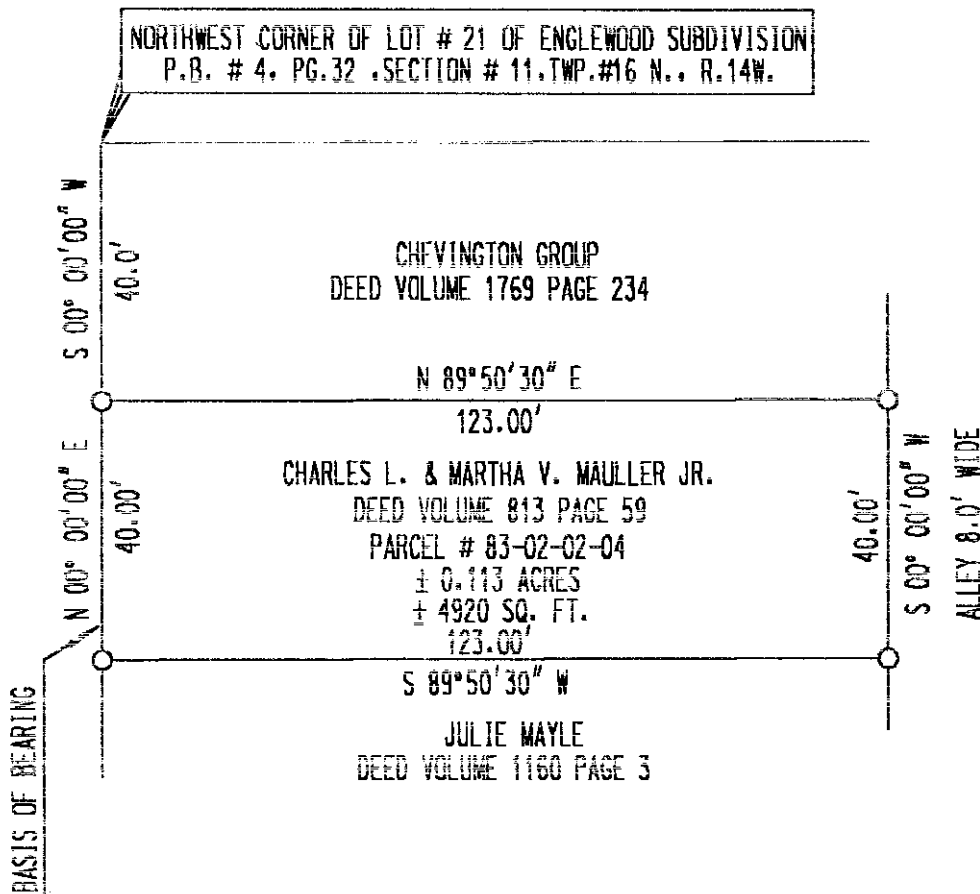 NORTHWEST CORNER OF LOT # 21 OF ENGLEWOOD SUBDIVISION
P.B. # 4. PG.32 .SECTION # 11.TWP.#16 N.. R.14W.
S 00° 00'00" W
40.0'
CHEVINGTON GROUP
DEED VOLUME 1769 PAGE 234
N 89°50'30" E
123.00'
N 00° 00'00" E
40.00'
CHARLES L. & MARTHA V. MAULLER JR.
DEED VOLUME 813 PAGE 59
PARCEL # 83-02-02-04
± 0.113 ACRES
± 4920 SQ. FT.
123.00'
S 89°50'30" W
40.00'
S 00° 00'00" W
ALLEY 8.0' WIDE
JULIE MAYLE
DEED VOLUME 1160 PAGE 3
BASIS OF BEARING